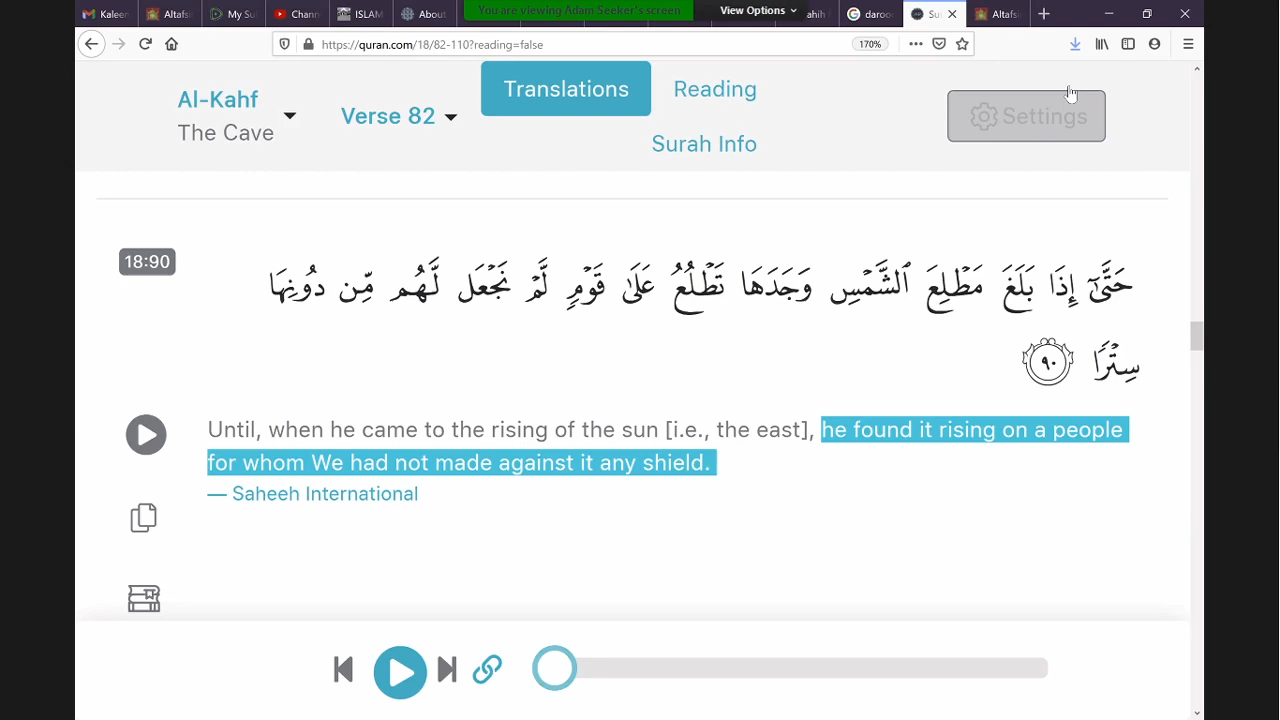 Kaleem
Altafs
My Su
Chann
ISLAM
About
You are viewing Adam Seeker's screen
View Options
ahih
daroo
Su
Altafs
https://quran.com/18/82-110?reading=false
170%
Al-Kahf
The Cave
Verse 82
Translations
Reading
Surah Info
Settings
18:90
حَتَّىٰٓ إِذَا بَلَغَ مَطْلِعَ ٱلشَّمْسِ وَجَدَهَا تَطْلُعُ عَلَىٰ قَوْمٍ لَّمْ نَجْعَل لَّهُم مِّن دُونِهَا
سِتْرًا ٩٠
Until, when he came to the rising of the sun [i.e., the east], he found it rising on a people
for whom We had not made against it any shield.
— Saheeh International